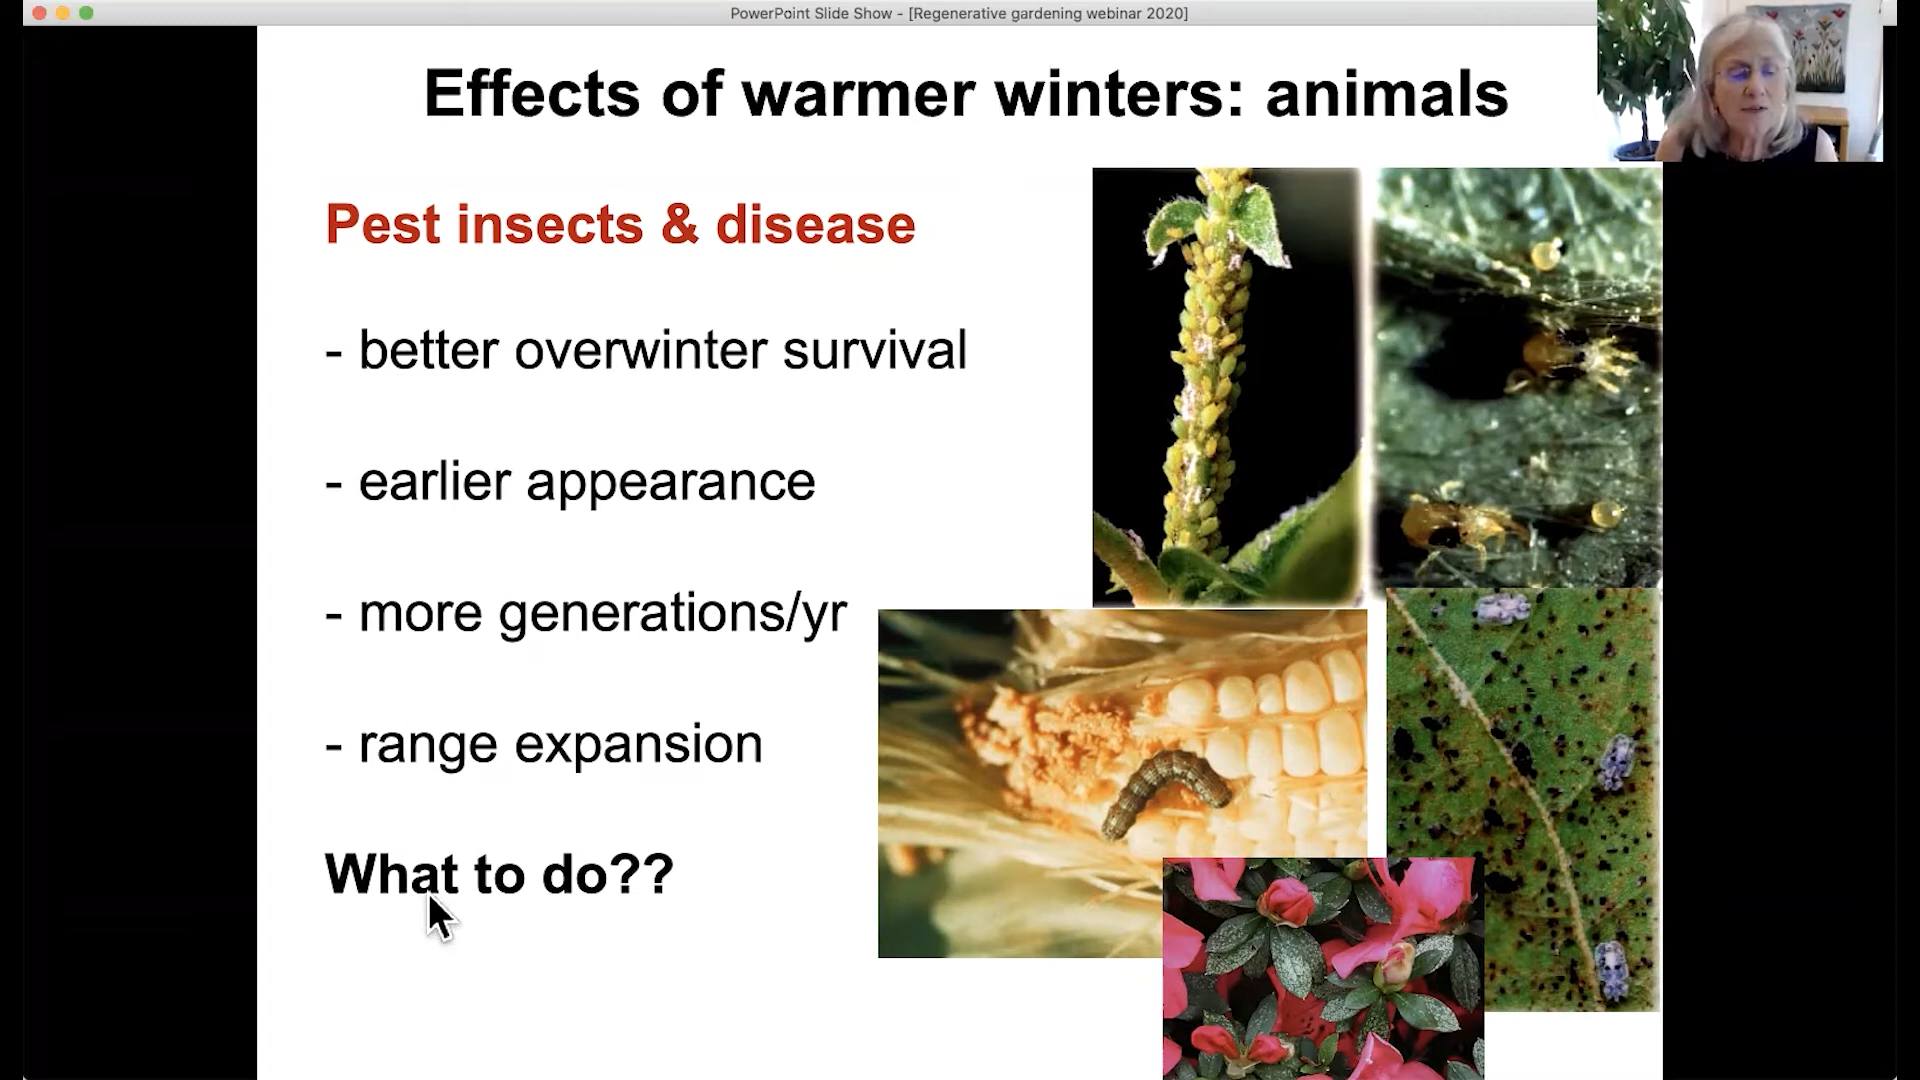 PowerPoint Slide Show - [Regenerative gardening webinar 2020]
Effects of warmer winters: animals
Pest insects & disease
- better overwinter survival
- earlier appearance
- more generations/yr
- range expansion
What to do??